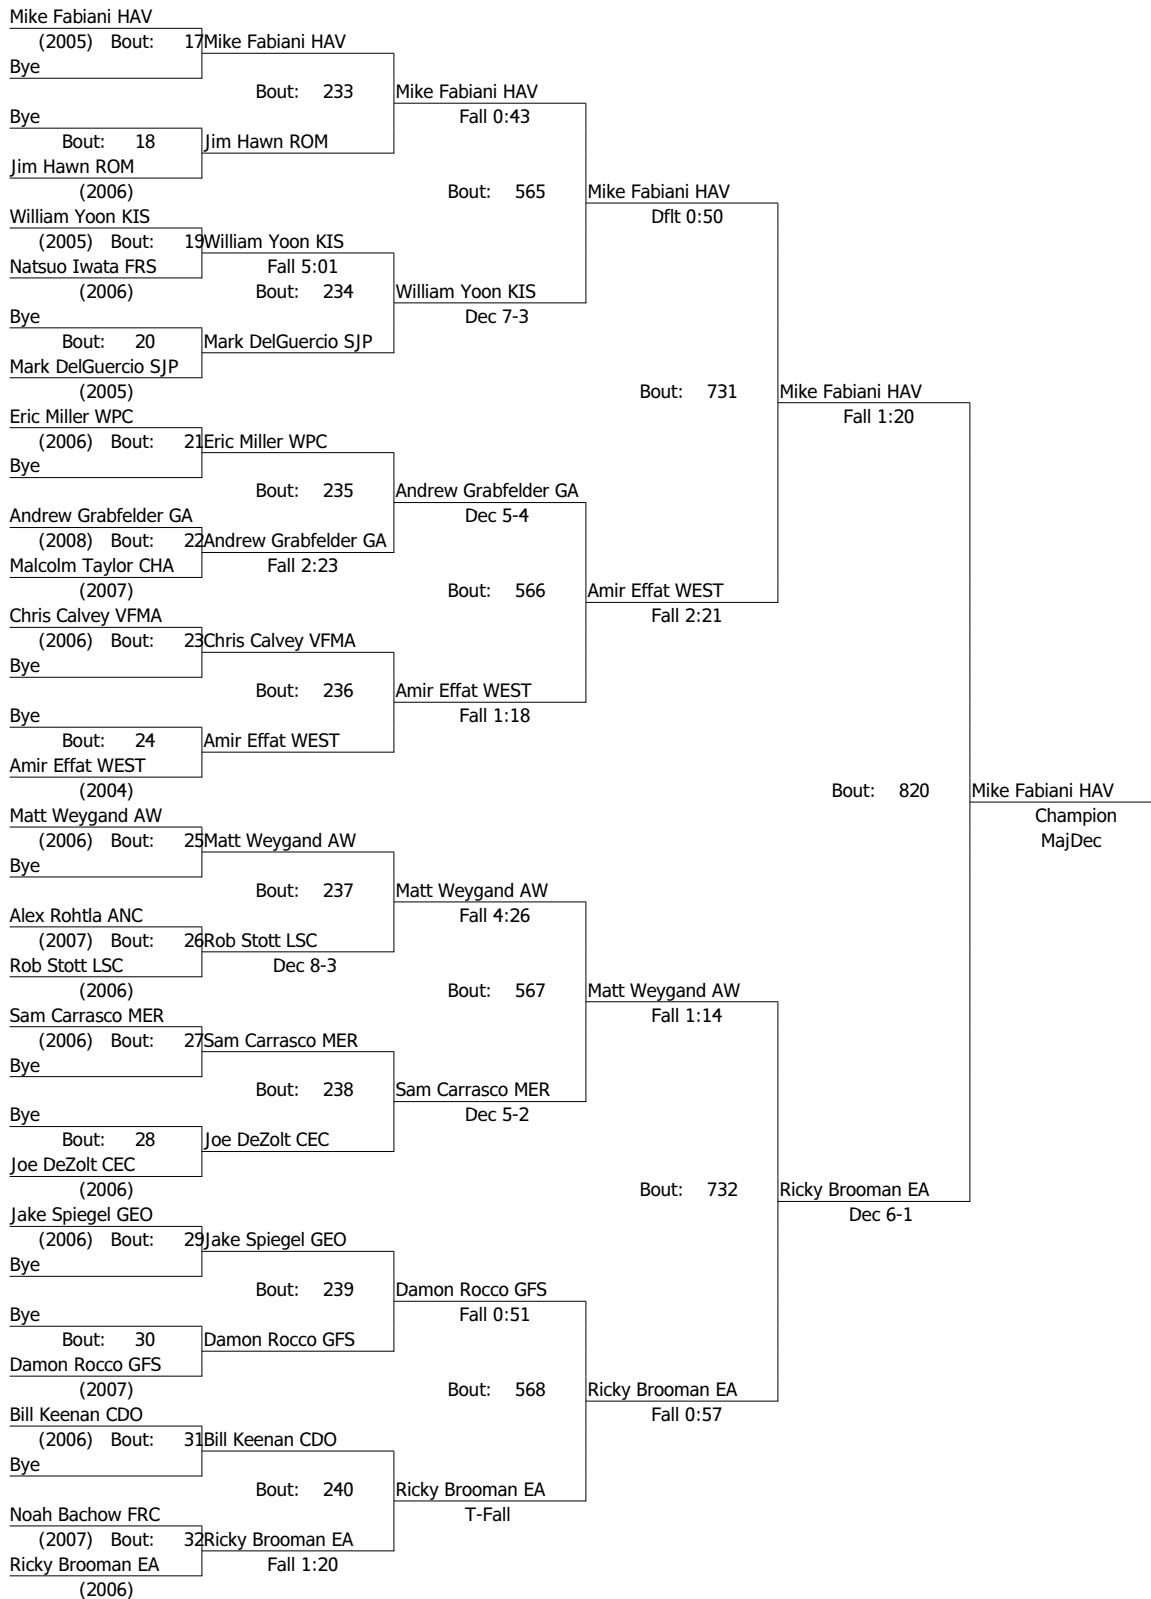 Mike Fabiani HAV
(2005) Bout: 17 Mike Fabiani HAV
Bye
Bout: 233 Mike Fabiani HAV
Bye Fall 0:43
Bout: 18 Jim Hawn ROM
Jim Hawn ROM
(2006) Bout: 565 Mike Fabiani HAV
William Yoon KIS Dflt 0:50
(2005) Bout: 19 William Yoon KIS
Natsuo Iwata FRS Fall 5:01
(2006) Bout: 234 William Yoon KIS
Bye Dec 7-3
Bout: 20 Mark DelGuercio SJP
Mark DelGuercio SJP
(2005) Bout: 731 Mike Fabiani HAV
Eric Miller WPC Fall 1:20
(2006) Bout: 21 Eric Miller WPC
Bye
Bout: 235 Andrew Grabfelder GA
Andrew Grabfelder GA Dec 5-4
(2008) Bout: 22 Andrew Grabfelder GA
Malcolm Taylor CHA Fall 2:23
(2007) Bout: 566 Amir Effat WEST
Chris Calvey VFMA Fall 2:21
(2006) Bout: 23 Chris Calvey VFMA
Bye
Bout: 236 Amir Effat WEST
Bye Fall 1:18
Bout: 24 Amir Effat WEST
Amir Effat WEST
(2004) Bout: 820 Mike Fabiani HAV
Matt Weygand AW Champion
(2006) Bout: 25 Matt Weygand AW MajDec
Bye
Bout: 237 Matt Weygand AW
Alex Rohtla ANC Fall 4:26
(2007) Bout: 26 Rob Stott LSC
Rob Stott LSC Dec 8-3
(2006) Bout: 567 Matt Weygand AW
Sam Carrasco MER Fall 1:14
(2006) Bout: 27 Sam Carrasco MER
Bye
Bout: 238 Sam Carrasco MER
Bye Dec 5-2
Bout: 28 Joe DeZolt CEC
Joe DeZolt CEC
(2006) Bout: 732 Ricky Brooman EA
Jake Spiegel GEO Dec 6-1
(2006) Bout: 29 Jake Spiegel GEO
Bye
Bout: 239 Damon Rocco GFS
Bye Fall 0:51
Bout: 30 Damon Rocco GFS
Damon Rocco GFS
(2007) Bout: 568 Ricky Brooman EA
Bill Keenan CDO Fall 0:57
(2006) Bout: 31 Bill Keenan CDO
Bye
Bout: 240 Ricky Brooman EA
Noah Bachow FRC T-Fall
(2007) Bout: 32 Ricky Brooman EA
Ricky Brooman EA Fall 1:20
(2006)